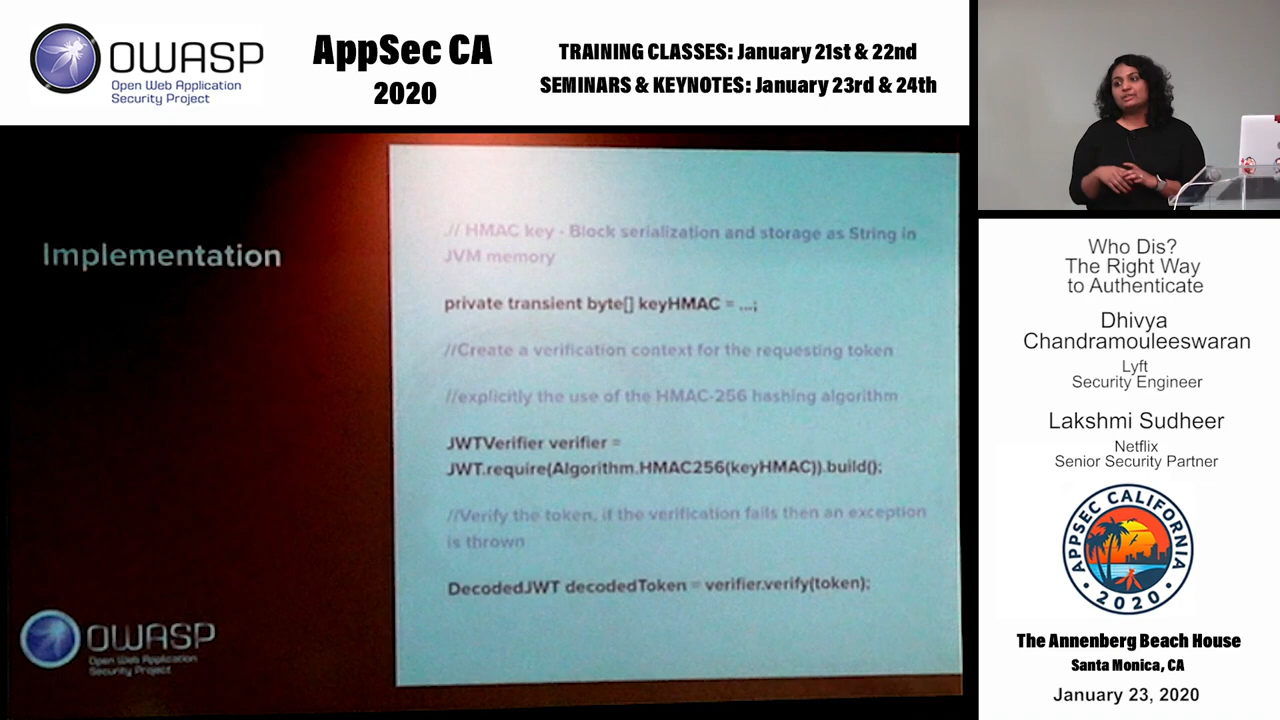 OWASP
Open Web Application
Security Project
AppSec CA
2020
TRAINING CLASSES: January 21st & 22nd
SEMINARS & KEYNOTES: January 23rd & 24th
Implementation
.// HMAC key - Block serialization and storage as String in
JVM memory
private transient byte[] keyHMAC = ...;
//Create a verification context for the requesting token
//explicitly the use of the HMAC-256 hashing algorithm
JWTVerifier verifier =
JWT.require(Algorithm.HMAC256(keyHMAC)).build();
//Verify the token, if the verification fails then an exception
is thrown
DecodedJWT decodedToken = verifier.verify(token);
OWASP
Open Web Application
Security Project
Who Dis?
The Right Way
to Authenticate
Dhivya
Chandramouleeswaran
Lyft
Security Engineer
Lakshmi Sudheer
Netflix
Senior Security Partner
APPSEC CALIFORNIA
2020
The Annenberg Beach House
Santa Monica, CA
January 23, 2020